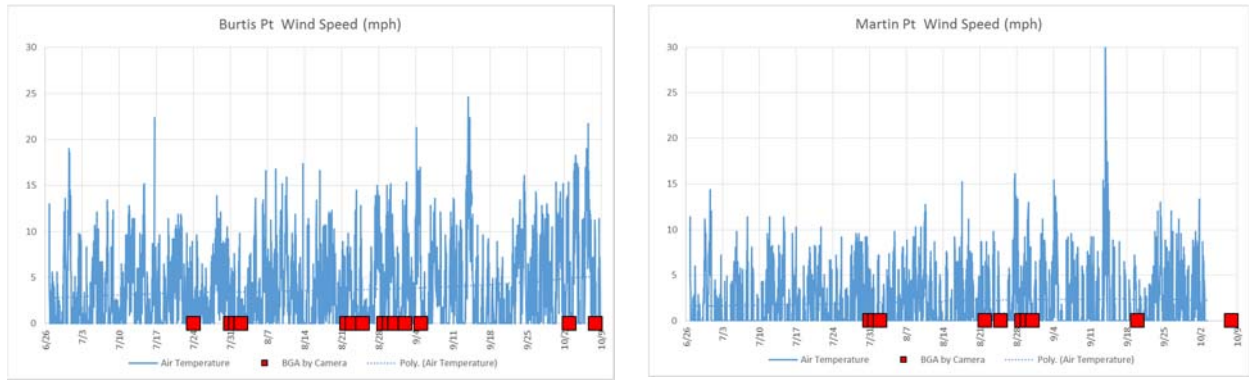 Burtis Pt Wind Speed (mph)
30
25
20
15
10
5
0
6/26 7/3 7/10 7/17 7/24 7/31 8/7 8/14 8/21 8/28 9/4 9/11 9/18 9/25 10/2 10/9
Air Temperature BGA by Camera Poly. (Air Temperature)
Martin Pt Wind Speed (mph)
30
25
20
15
10
5
0
6/26 7/3 7/10 7/17 7/24 7/31 8/7 8/14 8/21 8/28 9/4 9/11 9/18 9/25 10/2 10/9
Air Temperature BGA by Camera Poly. (Air Temperature)